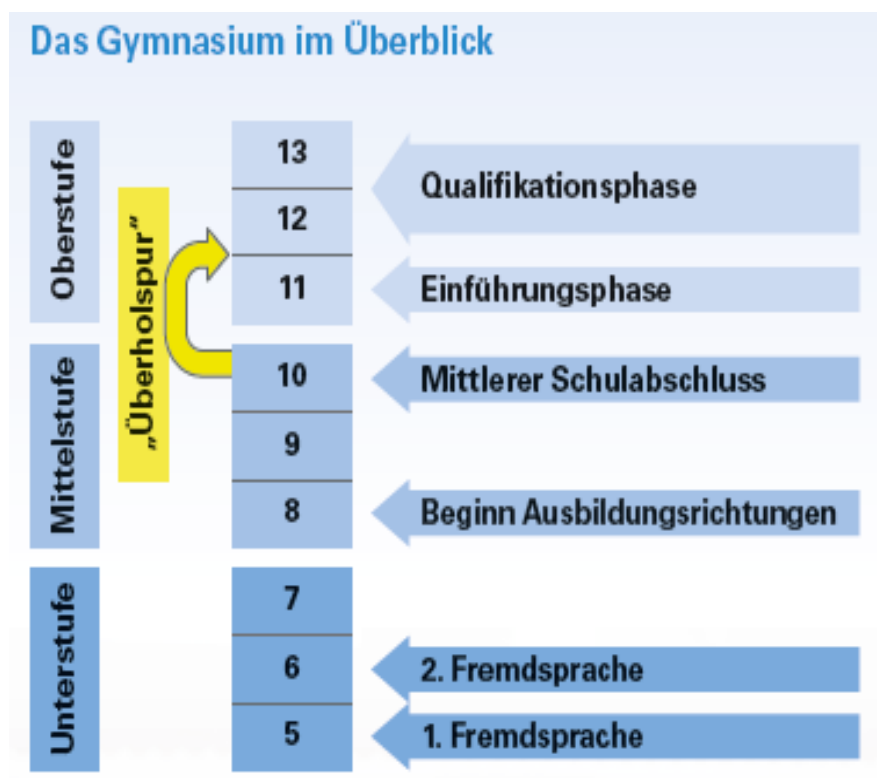 Das Gymnasium im Überblick
Oberstufe
„Überholspur“
13
12
11
Qualifikationsphase
Einführungsphase
Mittelstufe
10
9
8
Mittlerer Schulabschluss
Beginn Ausbildungsrichtungen
Unterstufe
7
6
5
2. Fremdsprache
1. Fremdsprache